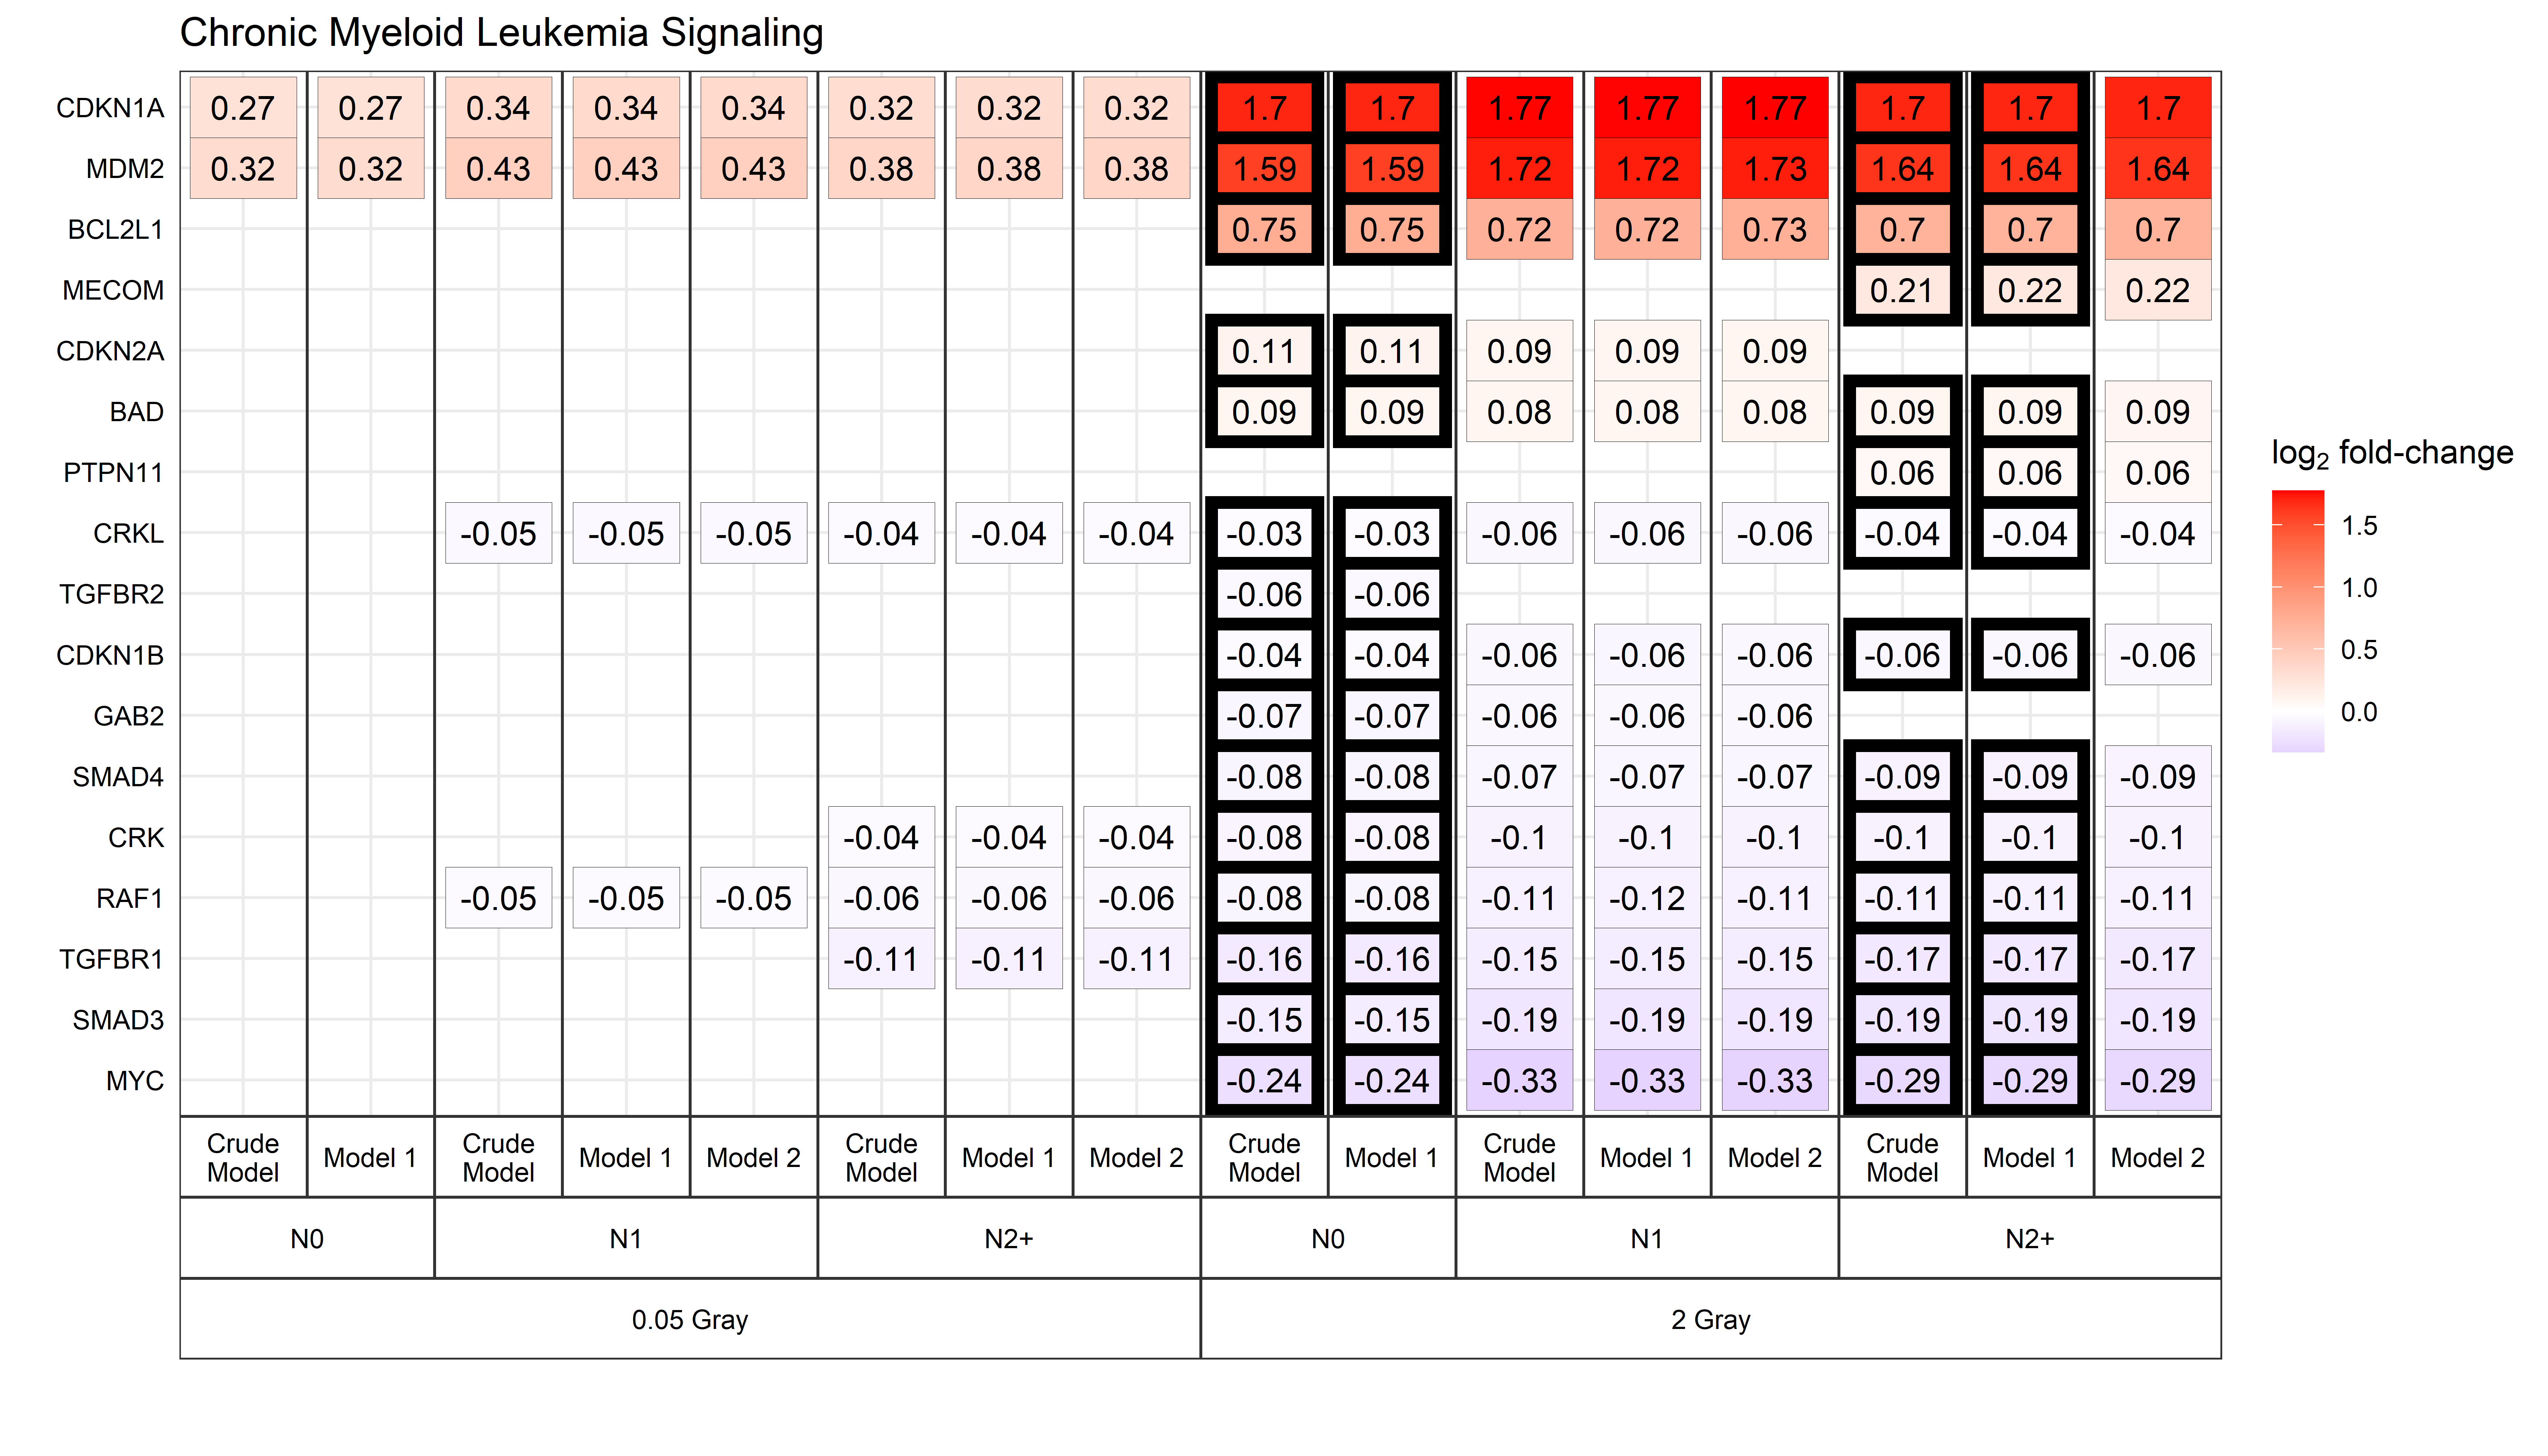 Chronic Myeloid Leukemia Signaling
CDKN1A 0.27 0.27 0.34 0.34 0.34 0.32 0.32 0.32 1.7 1.7 1.77 1.77 1.77 1.7 1.7 1.7
MDM2 0.32 0.32 0.43 0.43 0.43 0.38 0.38 0.38 1.59 1.59 1.72 1.72 1.73 1.64 1.64 1.64
BCL2L1 0.75 0.75 0.72 0.72 0.73 0.7 0.7 0.7
MECOM 0.21 0.22 0.22
CDKN2A 0.11 0.11 0.09 0.09 0.09
BAD 0.09 0.09 0.08 0.08 0.08 0.09 0.09 0.09
PTPN11 0.06 0.06 0.06
CRKL -0.05 -0.05 -0.05 -0.04 -0.04 -0.04 -0.03 -0.03 -0.06 -0.06 -0.06 -0.04 -0.04 -0.04
TGFBR2 -0.06 -0.06
CDKN1B -0.04 -0.04 -0.06 -0.06 -0.06 -0.06 -0.06 -0.06
GAB2 -0.07 -0.07 -0.06 -0.06 -0.06
SMAD4 -0.08 -0.08 -0.07 -0.07 -0.07 -0.09 -0.09 -0.09
CRK -0.04 -0.04 -0.04 -0.08 -0.08 -0.1 -0.1 -0.1 -0.1 -0.1 -0.1
RAF1 -0.05 -0.05 -0.05 -0.06 -0.06 -0.06 -0.08 -0.08 -0.11 -0.12 -0.11 -0.11 -0.11 -0.11
TGFBR1 -0.11 -0.11 -0.11 -0.16 -0.16 -0.15 -0.15 -0.15 -0.17 -0.17 -0.17
SMAD3 -0.15 -0.15 -0.19 -0.19 -0.19 -0.19 -0.19 -0.19
MYC -0.24 -0.24 -0.33 -0.33 -0.33 -0.29 -0.29 -0.29
Crude Model Model 1 Crude Model Model 1 Model 2 Crude Model Model 1 Model 2 Crude Model Model 1 Crude Model Model 1 Model 2 Crude Model Model 1 Model 2
N0 N1 N2+ N0 N1 N2+
0.05 Gray 2 Gray
log2 fold-change
1.5
1.0
0.5
0.0